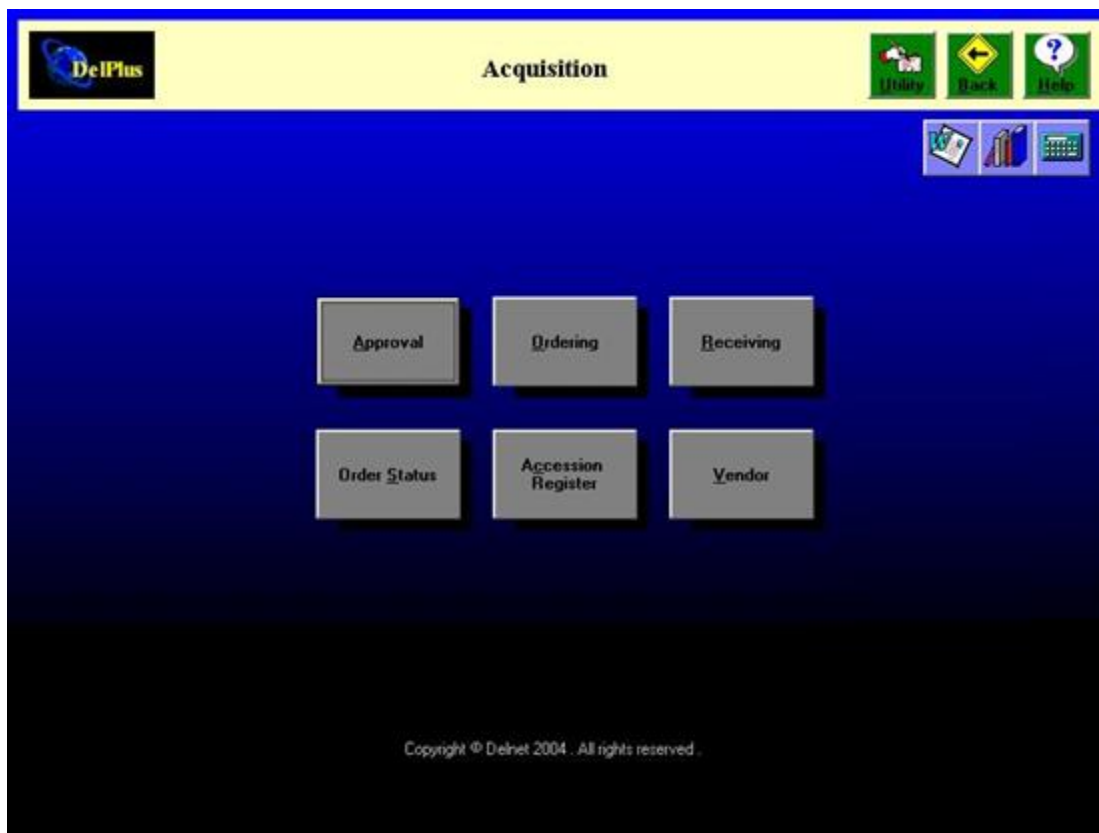 DelPlus
Acquisition
Utility
Back
Help
Approval
Ordering
Receiving
Order Status
Accession
Register
Vendor
Copyright © Delnet 2004 . All rights reserved .